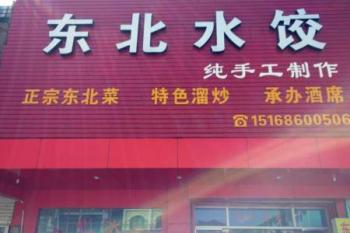 东北水饺
纯手工制作
正宗东北菜 特色溜炒 承办酒席
☎15168600506